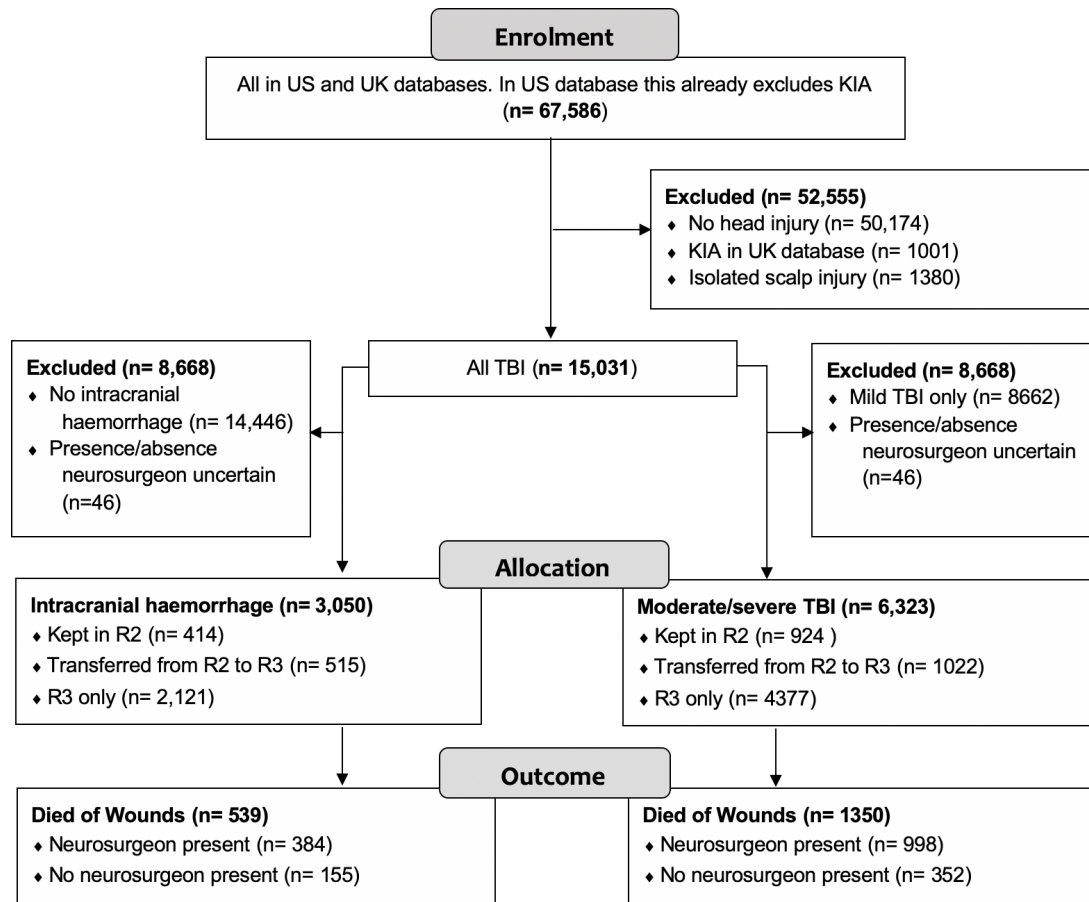 Enrolment
All in US and UK databases. In US database this already excludes KIA
(n= 67,586)
Excluded (n= 52,555)
♦ No head injury (n= 50,174)
♦ KIA in UK database (n= 1001)
♦ Isolated scalp injury (n= 1380)
All TBI (n= 15,031)
Excluded (n= 8,668)
♦ No intracranial
haemorrhage (n= 14,446)
♦ Presence/absence
neurosurgeon uncertain
(n=46)
Excluded (n= 8,668)
♦ Mild TBI only (n= 8662)
♦ Presence/absence
neurosurgeon uncertain
(n=46)
Allocation
Intracranial haemorrhage (n= 3,050)
♦ Kept in R2 (n= 414)
♦ Transferred from R2 to R3 (n= 515)
♦ R3 only (n= 2,121)
Moderate/severe TBI (n= 6,323)
♦ Kept in R2 (n= 924 )
♦ Transferred from R2 to R3 (n= 1022)
♦ R3 only (n= 4377)
Outcome
Died of Wounds (n= 539)
♦ Neurosurgeon present (n= 384)
♦ No neurosurgeon present (n= 155)
Died of Wounds (n= 1350)
♦ Neurosurgeon present (n= 998)
♦ No neurosurgeon present (n= 352)